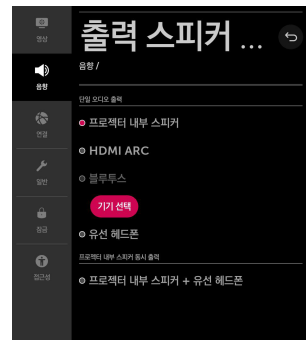 영상
음향
연결
일반
잠금
접근성
출력 스피커 ...
음향 /
단일 오디오 출력
프로젝터 내부 스피커
HDMI ARC
블루투스
기기 선택
유선 헤드폰
프로젝터 내부 스피커 동시 출력
프로젝터 내부 스피커 + 유선 헤드폰